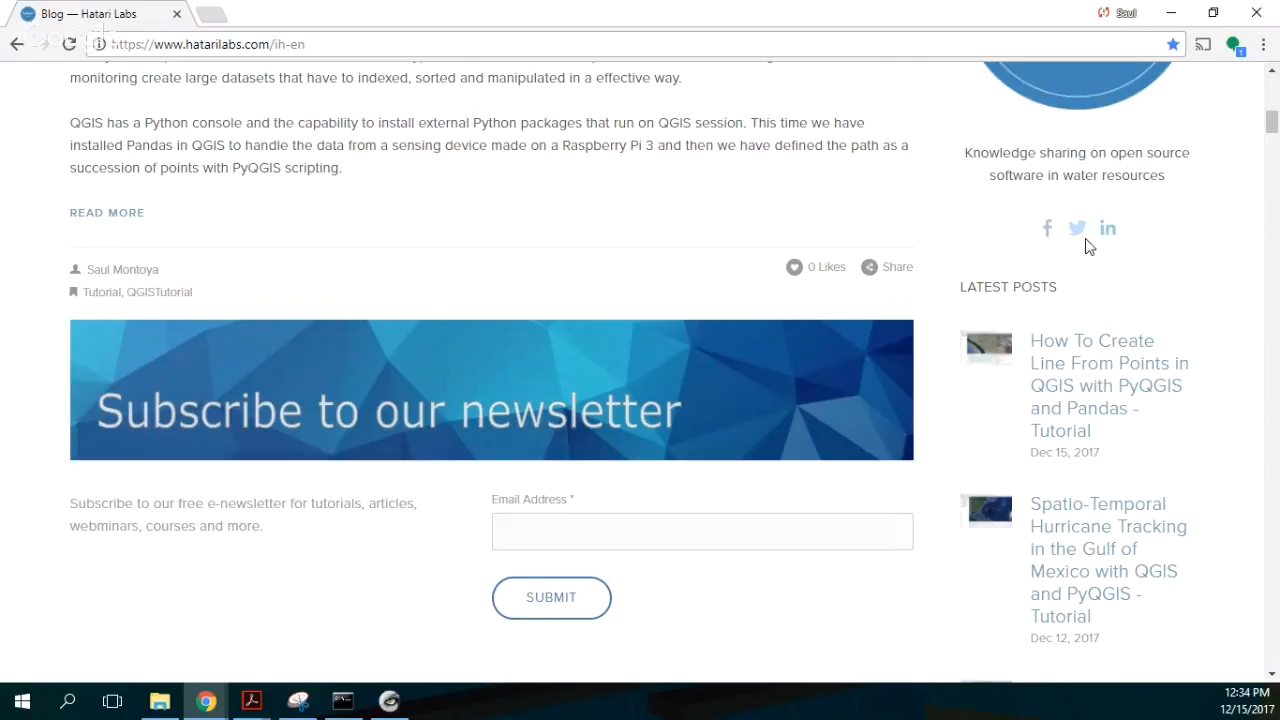 Blog — Hatari Labs
Saul
https://www.hatarilabs.com/ih-en
monitoring create large datasets that have to indexed, sorted and manipulated in a effective way.
QGIS has a Python console and the capability to install external Python packages that run on QGIS session. This time we have
installed Pandas in QGIS to handle the data from a sensing device made on a Raspberry Pi 3 and then we have defined the path as a
succession of points with PyQGIS scripting.
READ MORE
Saul Montoya
0 Likes
Share
Tutorial, QGISTutorial
Subscribe to our newsletter
Subscribe to our free e-newsletter for tutorials, articles,
webminars, courses and more.
Email Address *
SUBMIT
Knowledge sharing on open source
software in water resources
LATEST POSTS
How To Create
Line From Points in
QGIS with PyQGIS
and Pandas -
Tutorial
Dec 15, 2017
Spatio-Temporal
Hurricane Tracking
in the Gulf of
Mexico with QGIS
and PyQGIS -
Tutorial
Dec 12, 2017
12:34 PM
12/15/2017